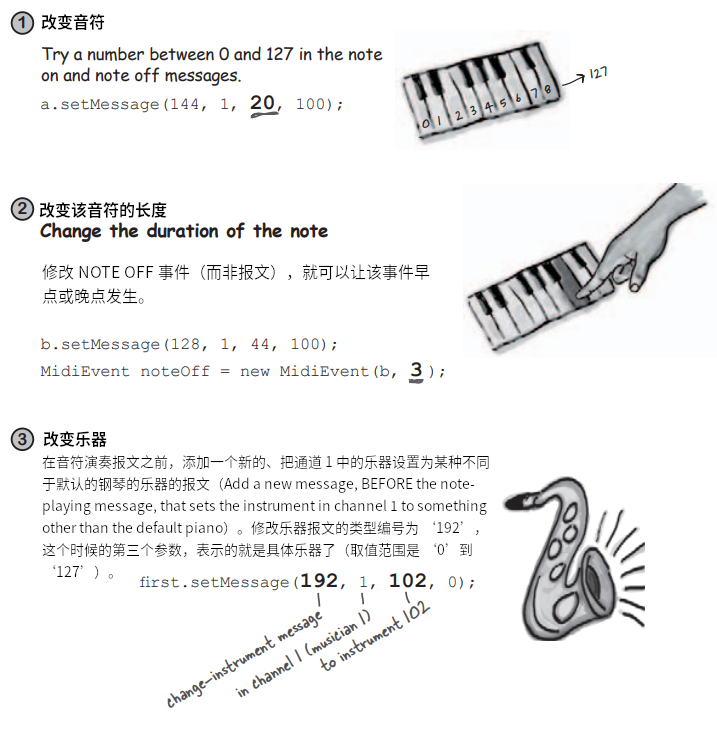 1 改变音符
Try a number between 0 and 127 in the note
on and note off messages.
a.setMessage(144, 1, 20, 100);
0 1 2 3 4 5 6 7 8
127
2 改变该音符的长度
Change the duration of the note
修改 NOTE OFF 事件（而非报文），就可以让该事件早
点或晚点发生。
b.setMessage(128, 1, 44, 100);
MidiEvent noteOff = new MidiEvent(b, 3);
3 改变乐器
在音符演奏报文之前，添加一个新的、把通道 1 中的乐器设置为某种不同
于默认的钢琴的乐器的报文（Add a new message, BEFORE the note-
playing message, that sets the instrument in channel 1 to something
other than the default piano）。修改乐器报文的类型编号为 ‘192’，
这个时候的第三个参数，表示的就是具体乐器了（取值范围是 ‘0’到
‘127’）。
first.setMessage(192, 1, 102, 0);
change-instrument message
in channel 1 (musician 1)
to instrument 102